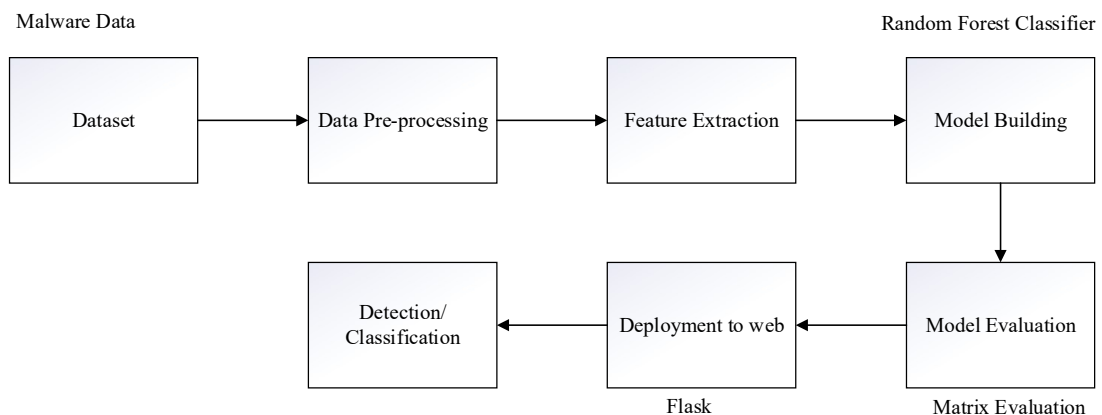 Malware Data
Random Forest Classifier
Dataset
Data Pre-processing
Feature Extraction
Model Building
Detection/
Classification
Deployment to web
Model Evaluation
Flask
Matrix Evaluation